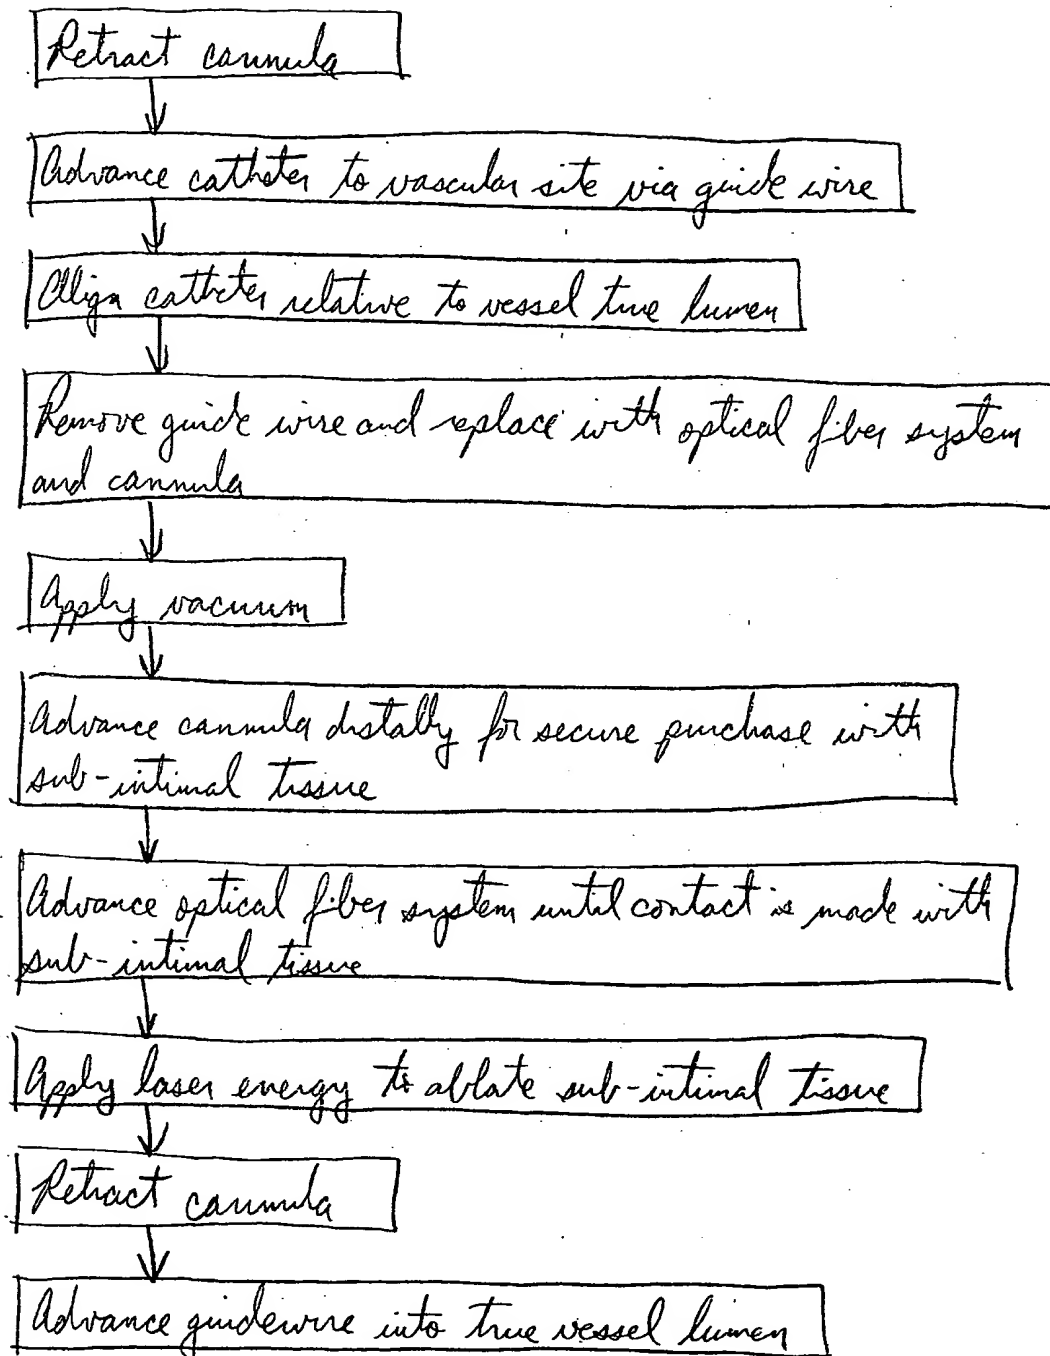 Retract cannula
Advance catheter to vascular site via guide wire
Align catheter relative to vessel true lumen
Remove guide wire and replace with optical fiber system
and cannula
Apply vacuum
Advance cannula distally for secure purchase with
sub-intimal tissue
Advance optical fiber system until contact is made with
sub-intimal tissue
Apply laser energy to ablate sub-intimal tissue
Retract cannula
Advance guidewire into true vessel lumen